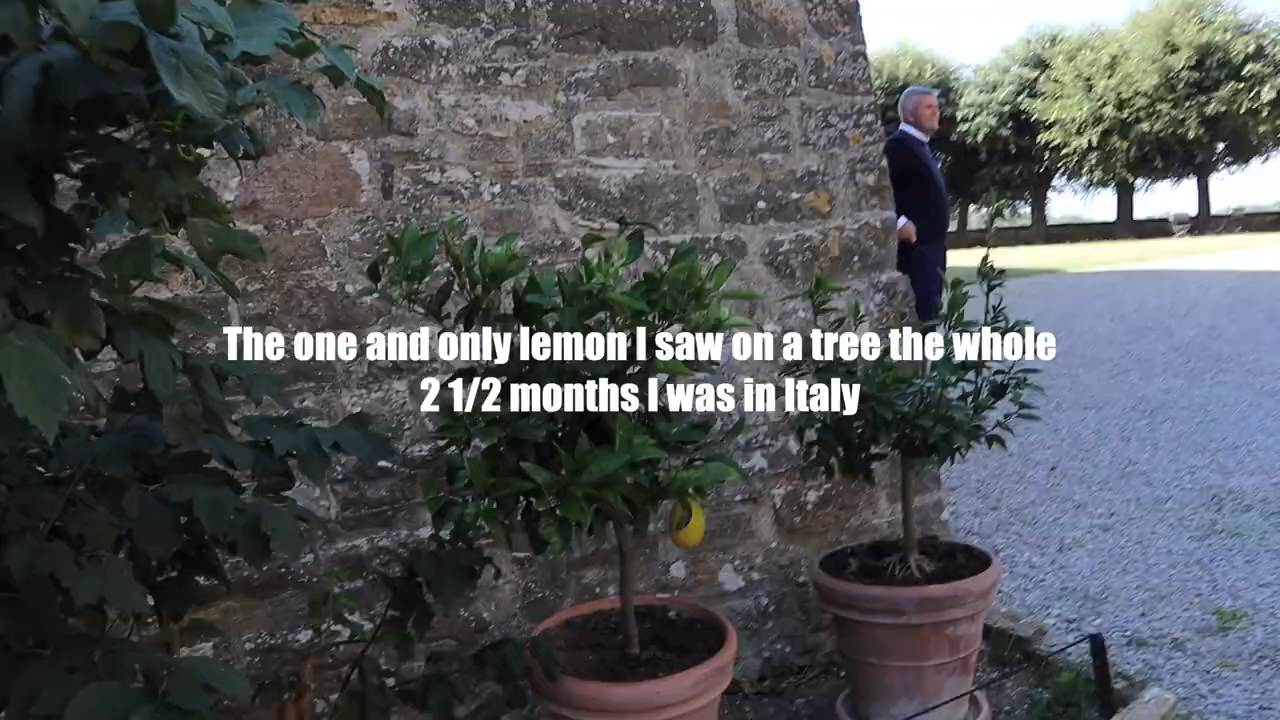 The one and only lemon I saw on a tree the whole
2 1/2 months I was in Italy